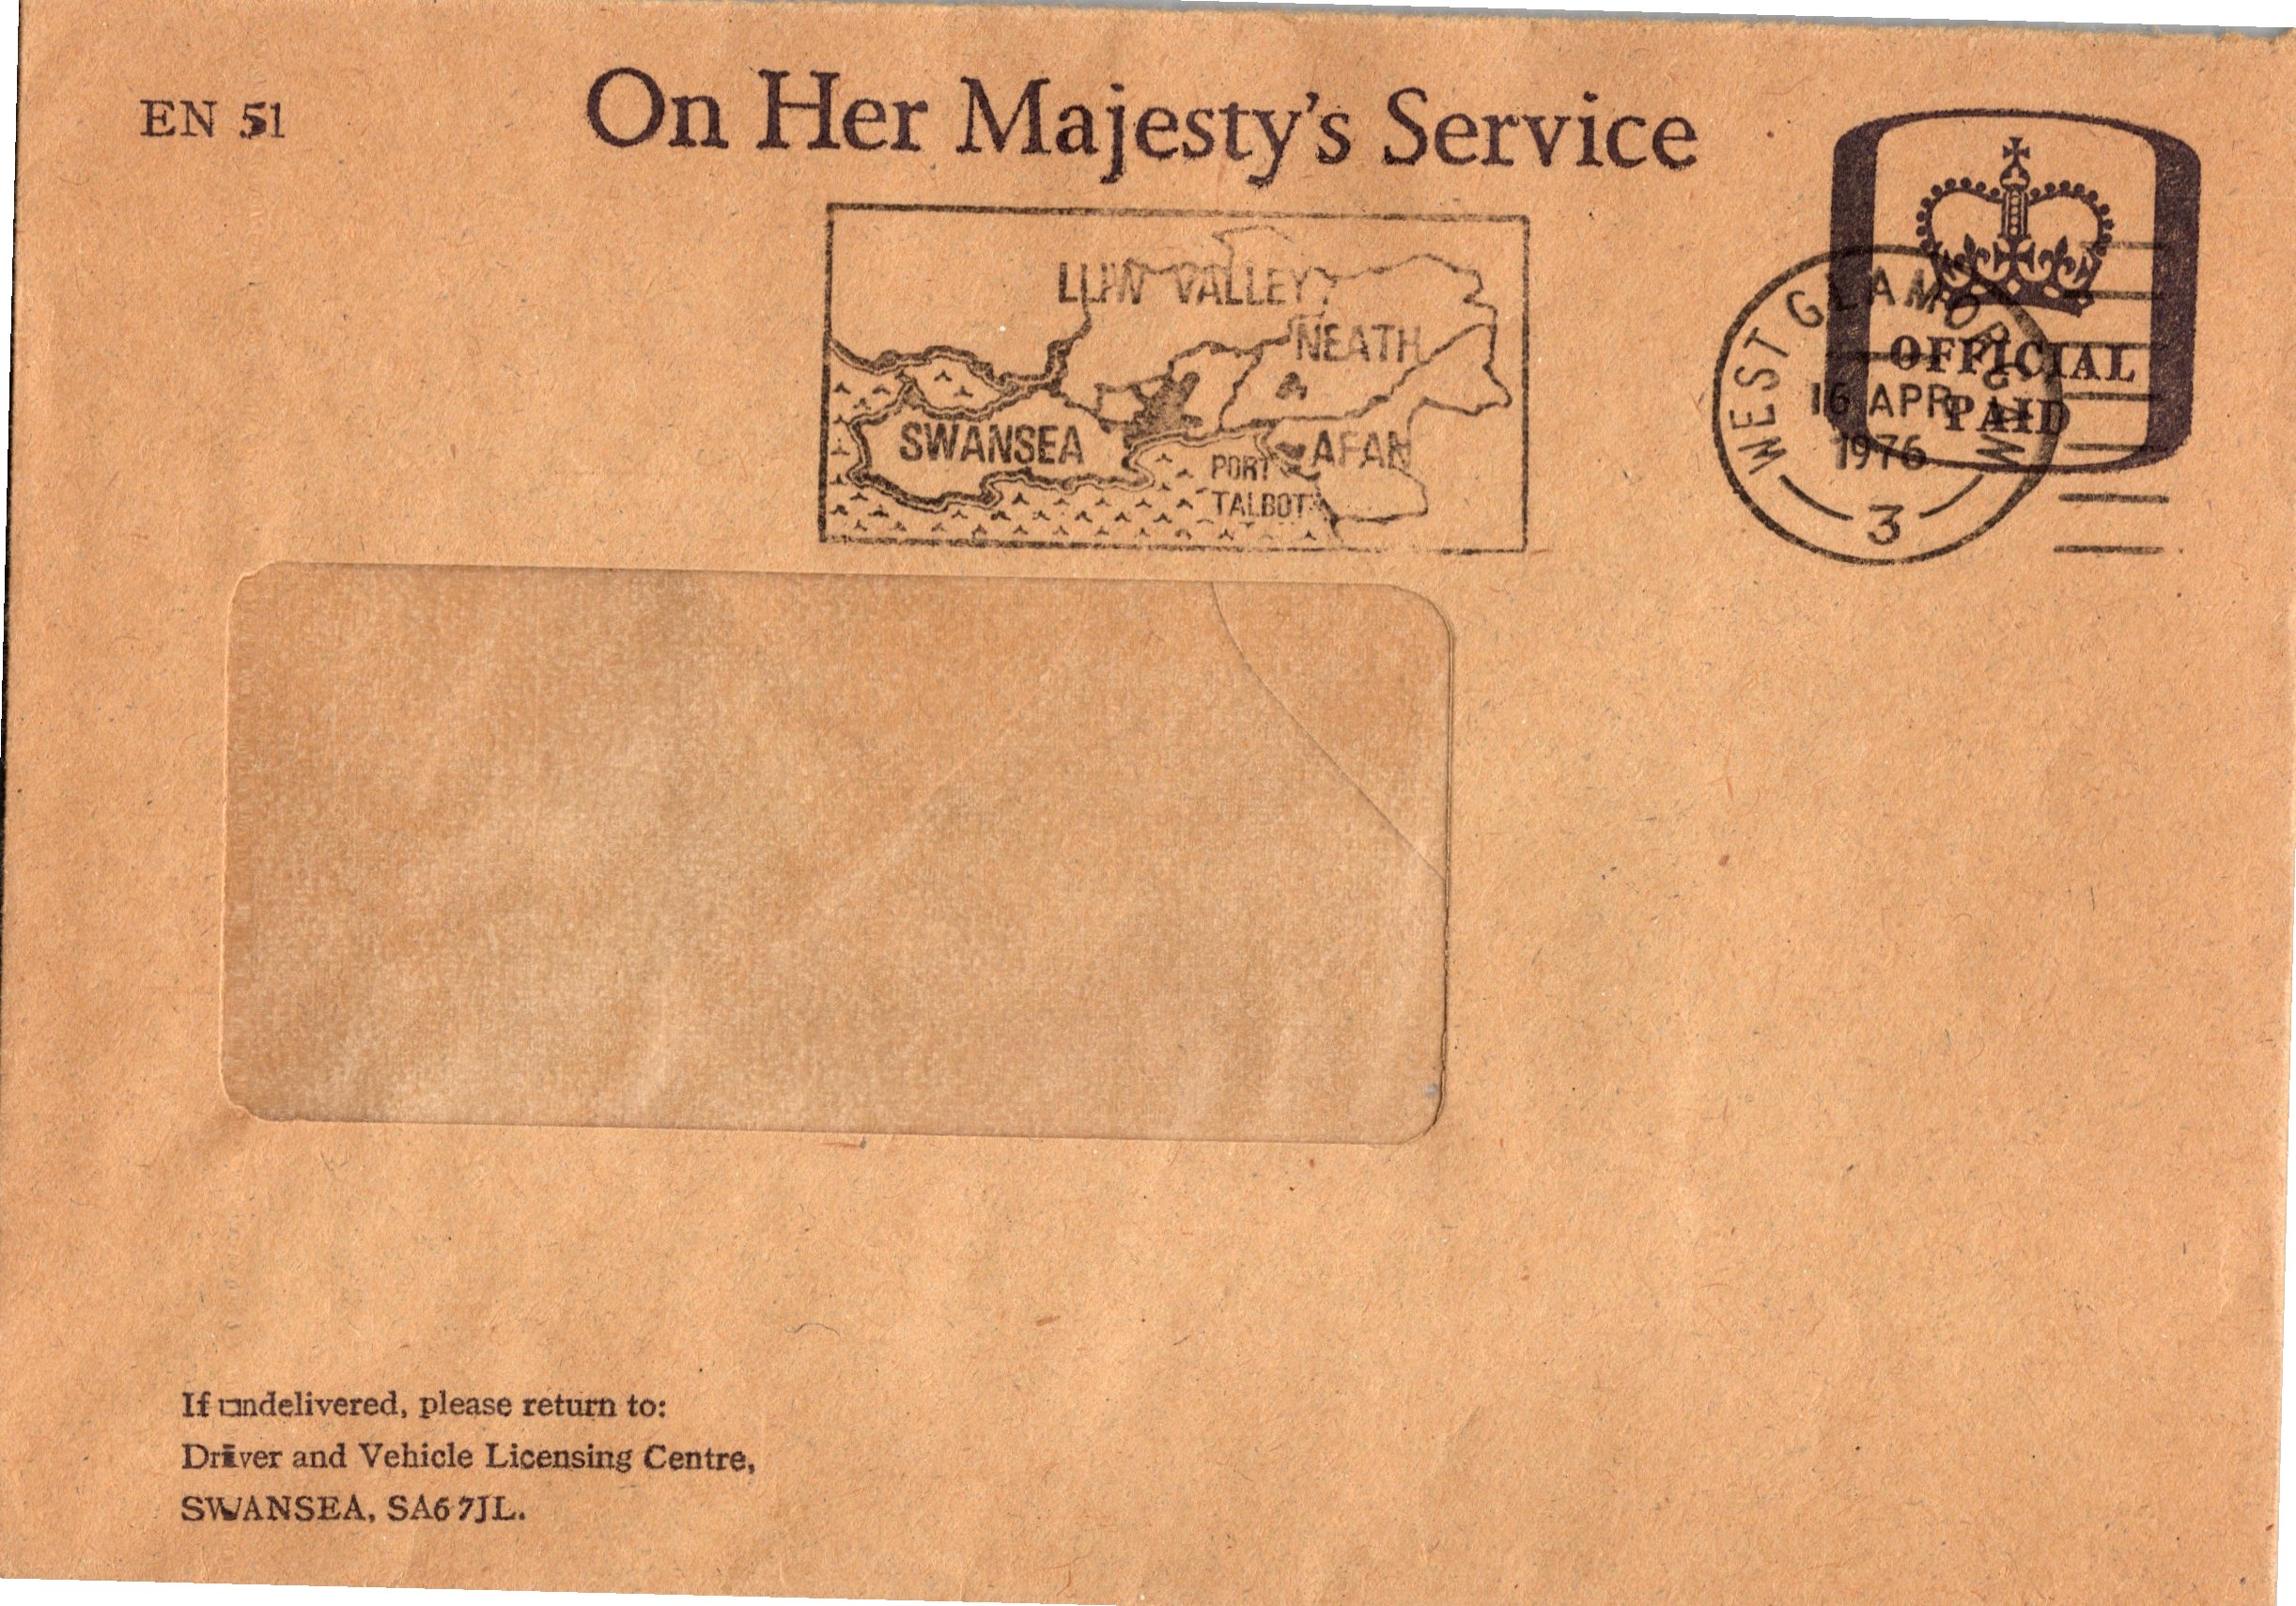 EN 51
On Her Majesty's Service
LLIW VALLEY
NEATH
SWANSEA
AFAN
PORT
TALBOT
OFFICIAL
PAID
WEST GLAMORGAN
16 APR
1976
3
If undelivered, please return to:
Driver and Vehicle Licensing Centre,
SWANSEA, SA6 7JL.